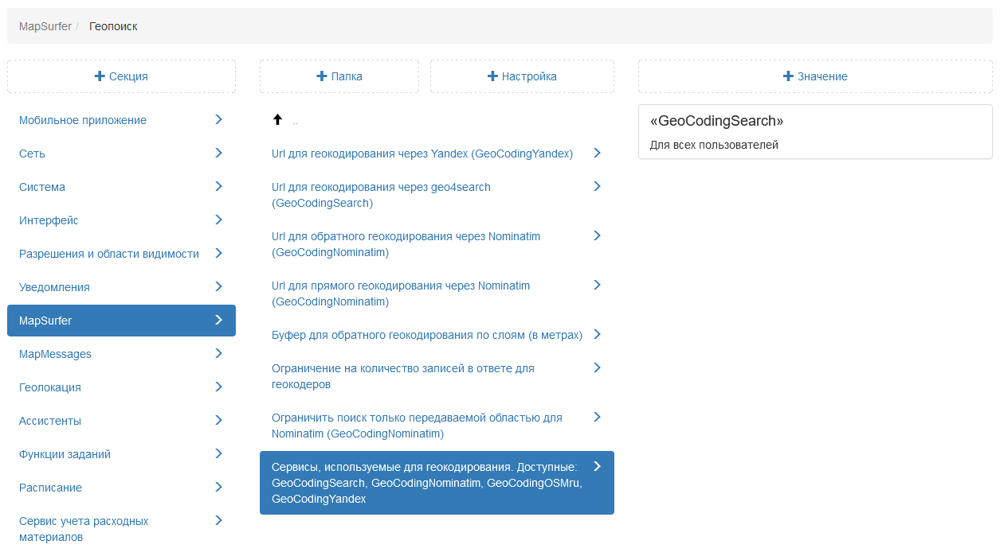 MapSurfer / Геопоиск
Секция
Папка
Настройка
Значение
Мобильное приложение
Сеть
Система
Интерфейс
Разрешения и области видимости
Уведомления
MapSurfer
MapMessages
Геолокация
Ассистенты
Функции заданий
Расписание
Сервис учета расходных
материалов
..
Url для геокодирования через Yandex (GeoCodingYandex)
Url для геокодирования через geo4search
(GeoCodingSearch)
Url для обратного геокодирования через Nominatim
(GeoCodingNominatim)
Url для прямого геокодирования через Nominatim
(GeoCodingNominatim)
Буфер для обратного геокодирования по слоям (в метрах)
Ограничение на количество записей в ответе для
геокодеров
Ограничить поиск только передаваемой областью для
Nominatim (GeoCodingNominatim)
Сервисы, используемые для геокодирования. Доступные:
GeoCodingSearch, GeoCodingNominatim, GeoCodingOSMru,
GeoCodingYandex
«GeoCodingSearch»
Для всех пользователей